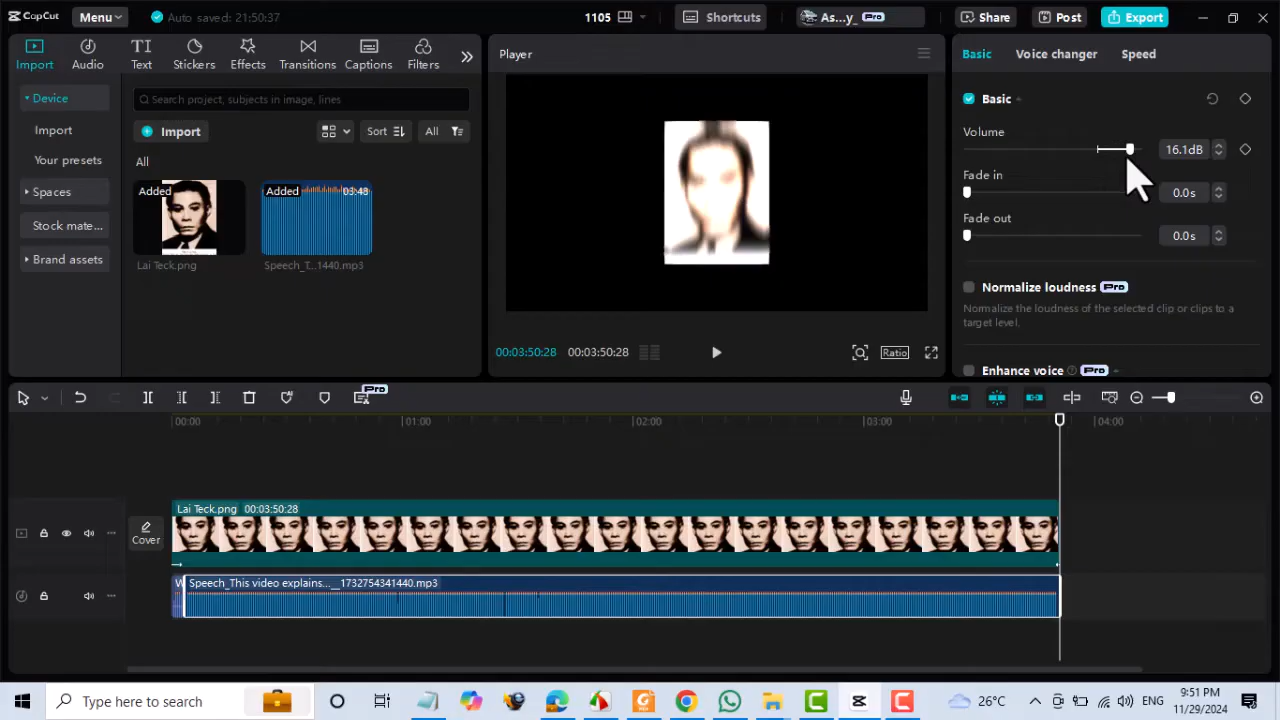 CapCut Menu Auto saved: 21:50:37 1105 Shortcuts As...y_ Pro Share Post Export
Import Audio Text Stickers Effects Transitions Captions Filters
Device
Import
Your presets
Spaces
Stock mate...
Brand assets
Search project, subjects in image, lines
Import Sort All
All
Added
Lai Teck.png
Added 03:48
Speech_T...1440.mp3
Player
00:03:50:28 00:03:50:28 Ratio
Basic Voice changer Speed
Basic
Volume
16.1dB
Fade in
0.0s
Fade out
0.0s
Normalize loudness Pro
Normalize the loudness of the selected clip or clips to a
target level.
Enhance voice Pro
Pro
00:00 01:00 02:00 03:00 04:00
Lai Teck.png 00:03:50:28
Cover
Speech_This video explains...__1732754341440.mp3
Type here to search
26°C ENG
9:51 PM
11/29/2024